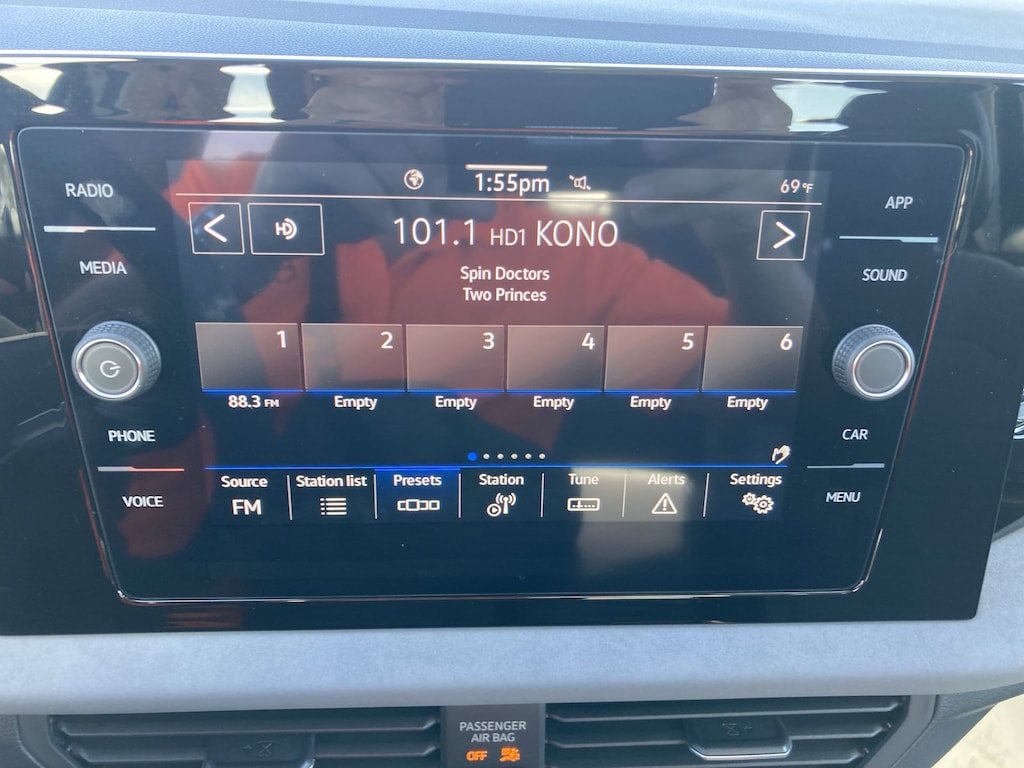 RADIO
MEDIA
PHONE
VOICE
1:55pm
69°F
HD
101.1 HD1 KONO
Spin Doctors
Two Princes
1 2 3 4 5 6
88.3 FM Empty Empty Empty Empty Empty
Source Station list Presets Station Tune Alerts Settings
FM
APP
SOUND
CAR
MENU
PASSENGER
AIR BAG
OFF